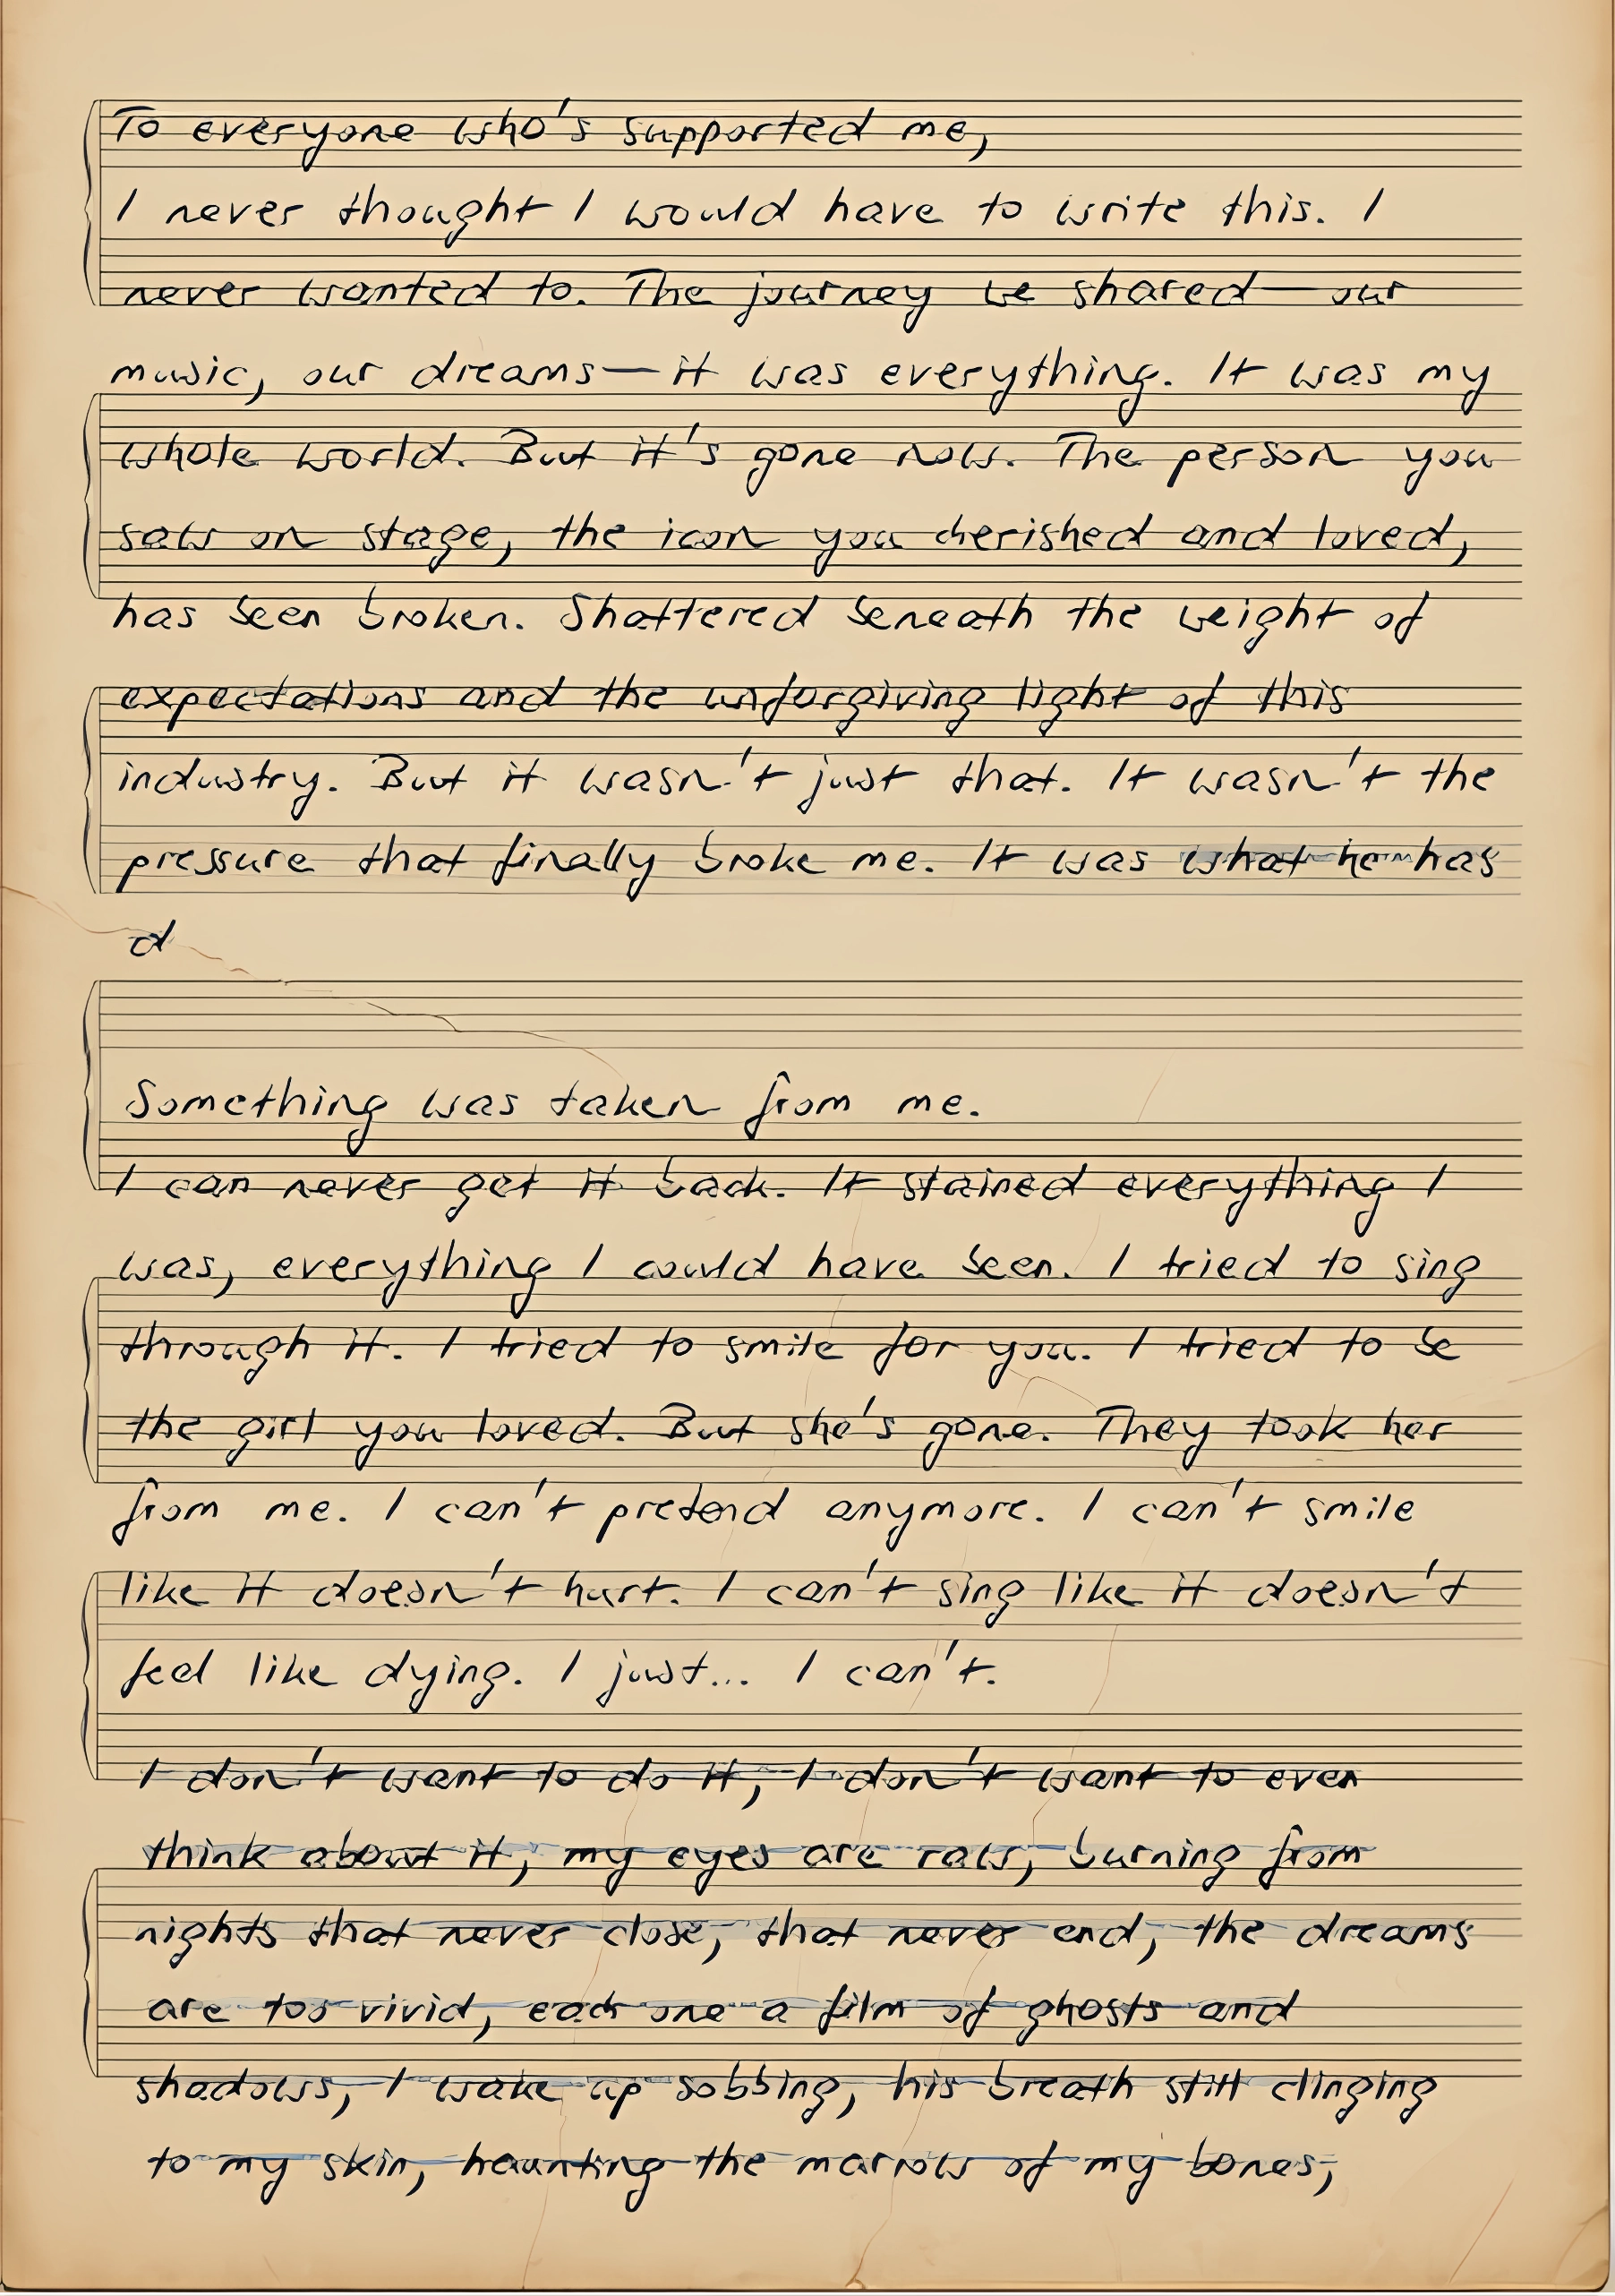 To everyone who's supported me,
I never thought I would have to write this. I
never wanted to. The journey we shared—our
music, our dreams—it was everything. It was my
whole world. But it's gone now. The person you
saw on stage, the icon you cherished and loved,
has been broken. Shattered beneath the weight of
expectations and the unforgiving light of this
industry. But it wasn't just that. It wasn't the
pressure that finally broke me. It was what he has
d
Something was taken from me.
I can never get it back. It stained everything I
was, everything I could have been. I tried to sing
through it. I tried to smile for you. I tried to be
the girl you loved. But she's gone. They took her
from me. I can't pretend anymore. I can't smile
like it doesn't hurt. I can't sing like it doesn't
feel like dying. I just... I can't.
I don't want to do it, I don't want to even
think about it, my eyes are raw, burning from
nights that never close, that never end, the dreams
are too vivid, each one a film of ghosts and
shadows, I wake up sobbing, his breath still clinging
to my skin, haunting the marrow of my bones,